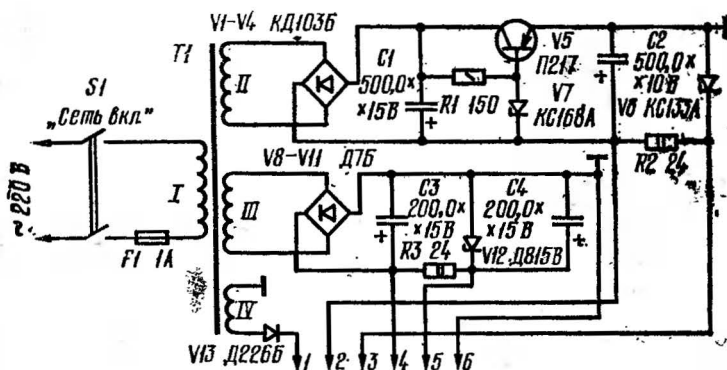 V1-V4 КД103Б
T1
S1
„Сеть вкл"
~ 220 В
F1 1А
I
II
C1
500,0×
×15В
R1 150
V5
П217
V7
КС168А
C2
500,0×
×10В
V6 КС133А
R2 24
V8-V11 Д7Б
III
C3
200,0×
×15В
R3 24
C4
200,0×
×15В
V12 Д815В
IV
V13 Д226Б
1 2 3 4 5 6